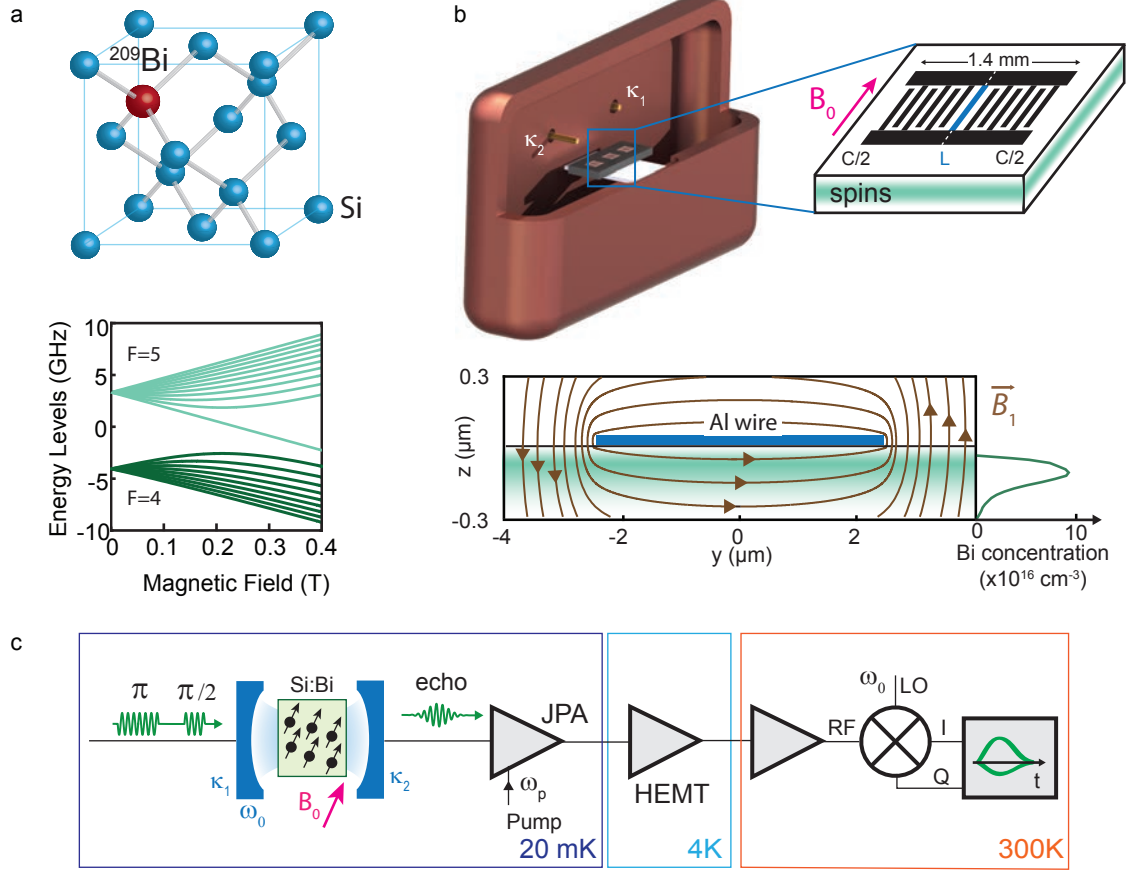 a
²⁰⁹Bi
Si
Energy Levels (GHz)
10
5
0
-5
-10
F=5
F=4
0
0.1
0.2
0.3
0.4
Magnetic Field (T)
b
κ₁
κ₂
1.4 mm
B₀
C/2
L
C/2
spins
0.3
z (µm)
-0.3
Al wire
B₁
-4
-2
0
2
y (µm)
0
10
Bi concentration
(x10¹⁶ cm⁻³)
c
π
π/2
Si:Bi
echo
JPA
κ₁
ω₀
B₀
κ₂
ωₚ
Pump
20 mK
HEMT
4K
ω₀
LO
RF
I
Q
t
300K